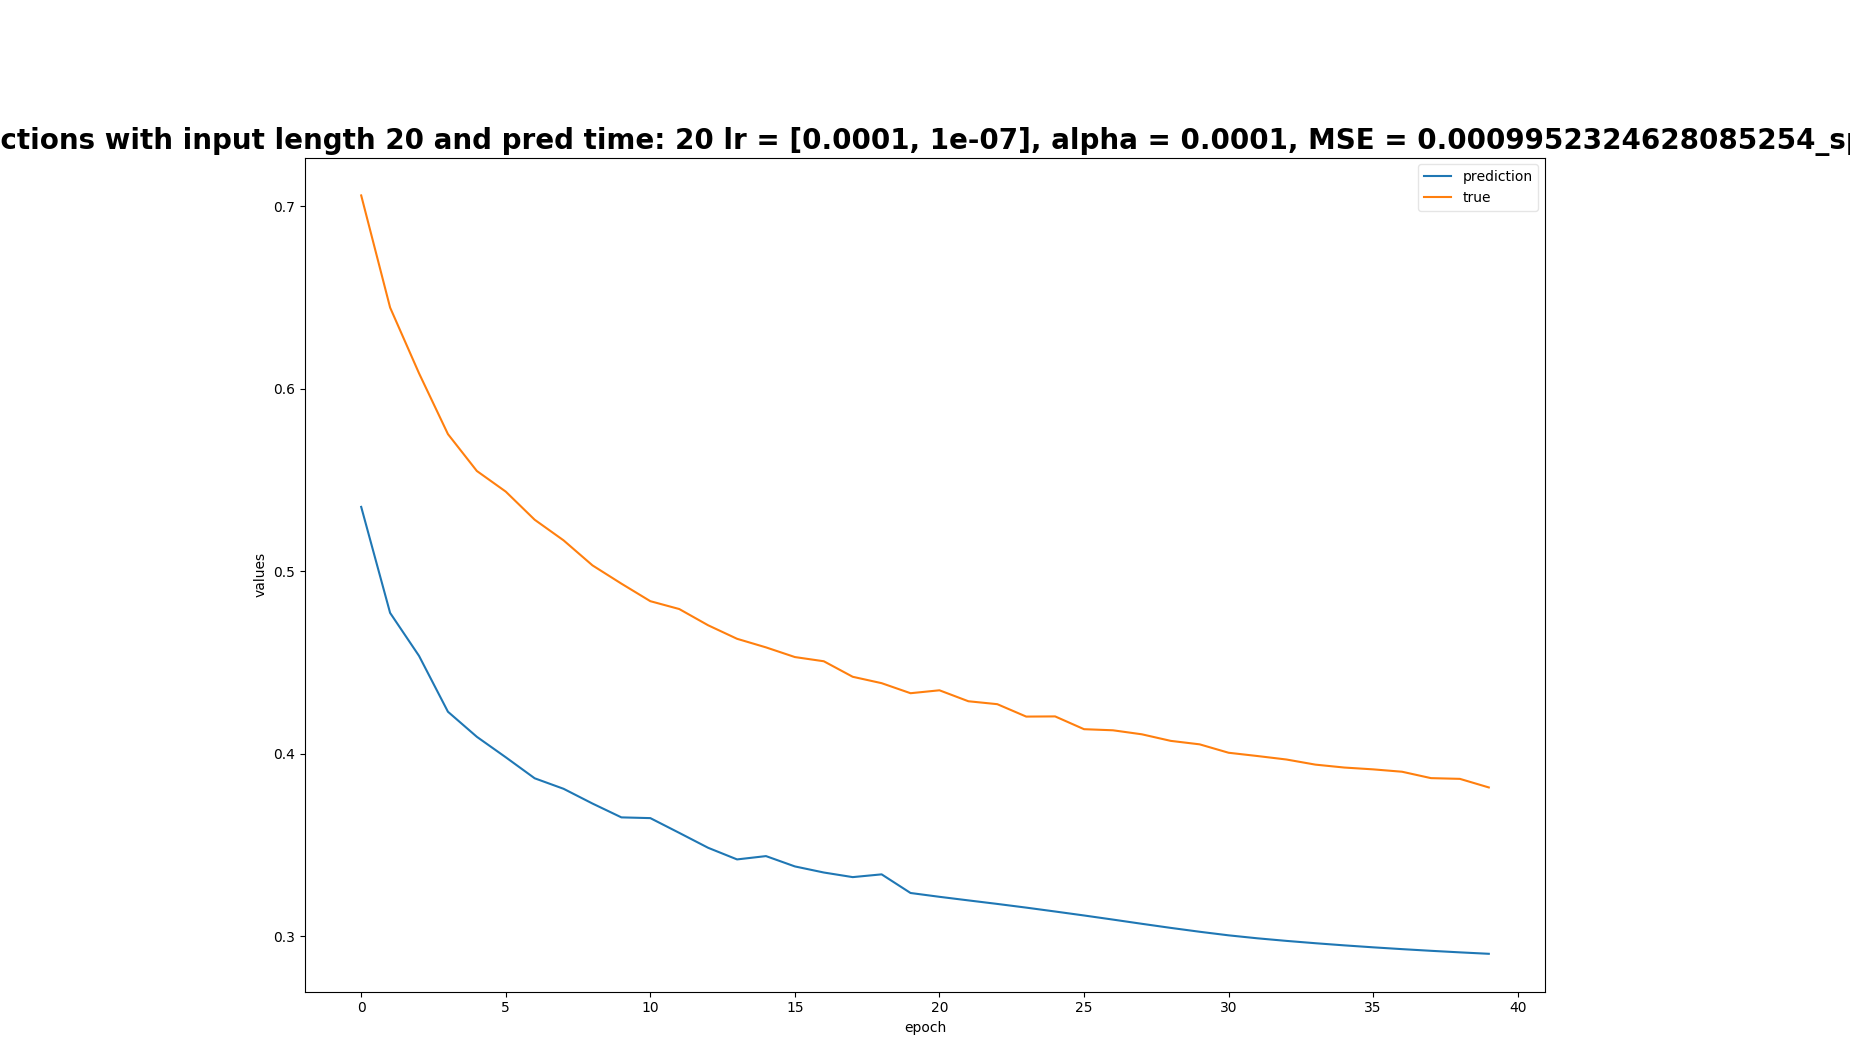 ctions with input length 20 and pred time: 20 lr = [0.0001, 1e-07], alpha = 0.0001, MSE = 0.0009952324628085254_sp
prediction
true
0.7
0.6
0.5
0.4
0.3
values
0 5 10 15 20 25 30 35 40
epoch